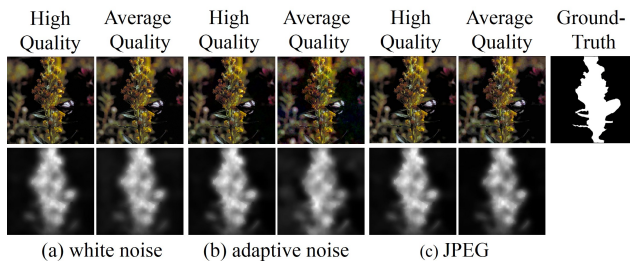 High Average High Average High Average Ground-
Quality Quality Quality Quality Quality Quality Truth
(a) white noise (b) adaptive noise (c) JPEG